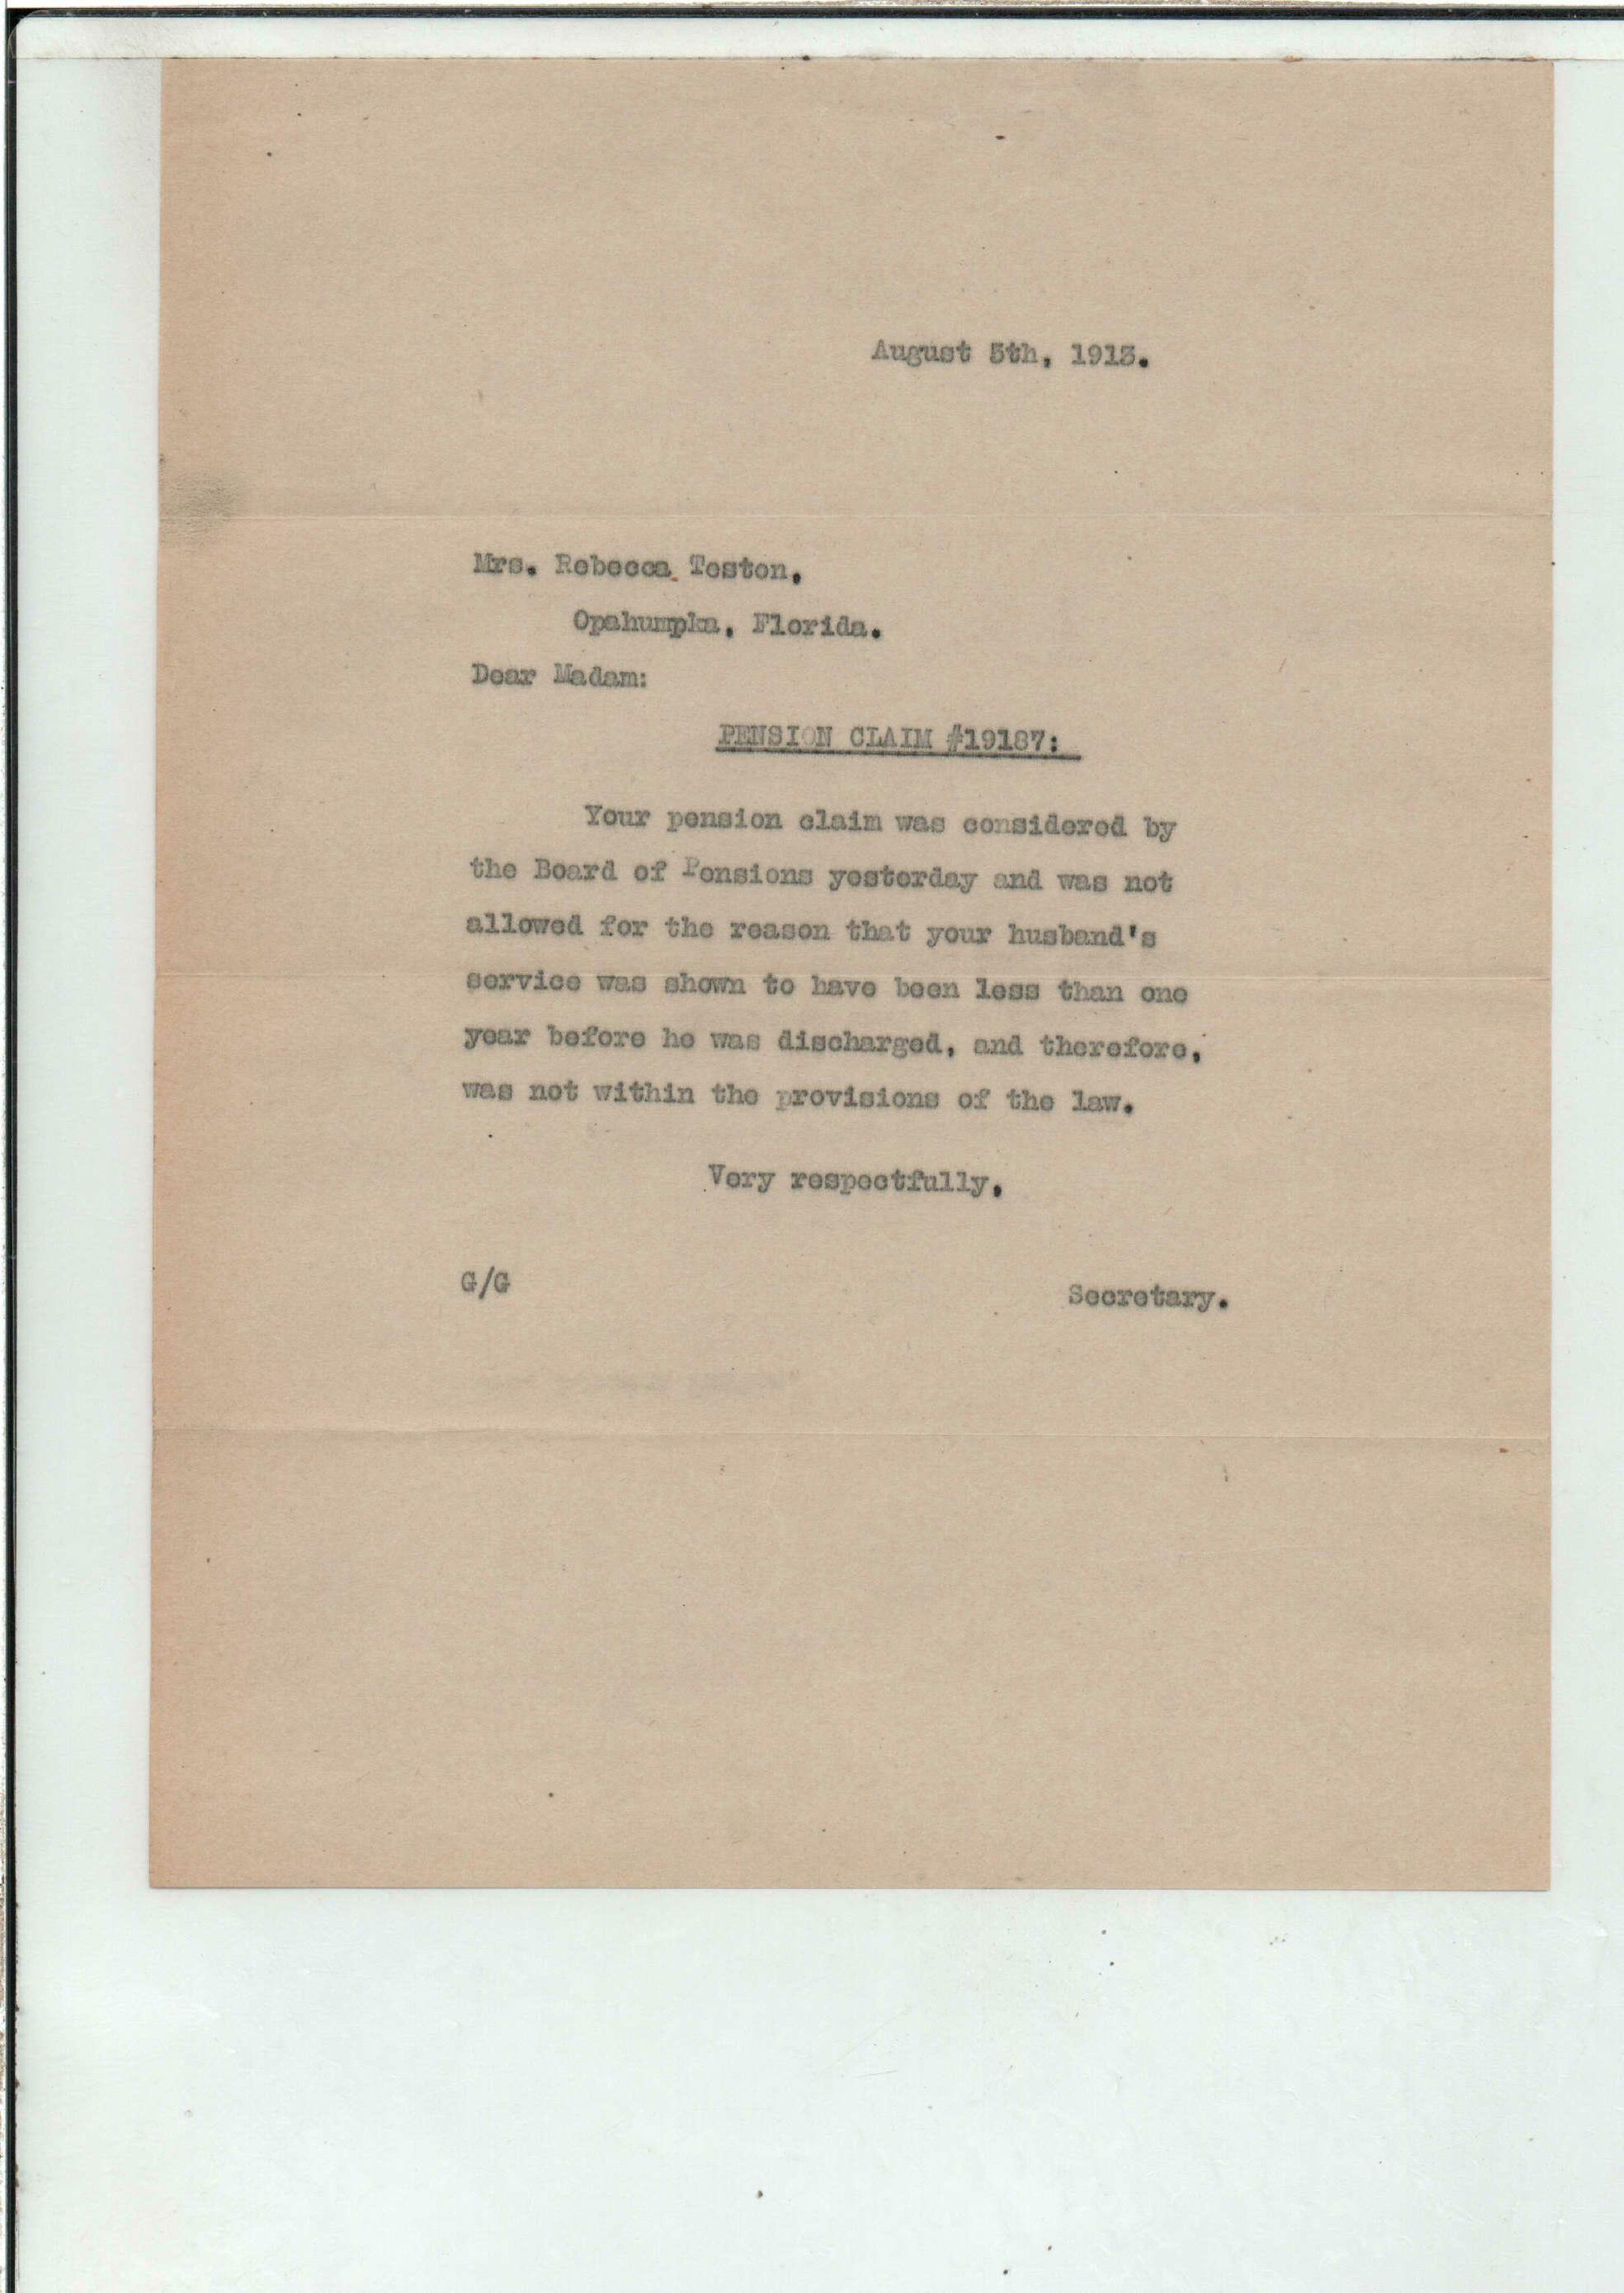 August 5th, 1913.
Mrs. Rebecca Teston,
Opahumpka, Florida.
Dear Madam:
PENSION CLAIM #19187:
Your pension claim was considered by
the Board of Pensions yesterday and was not
allowed for the reason that your husband's
service was shown to have been less than one
year before he was discharged, and therefore,
was not within the provisions of the law.
Very respectfully,
G/G
Secretary.